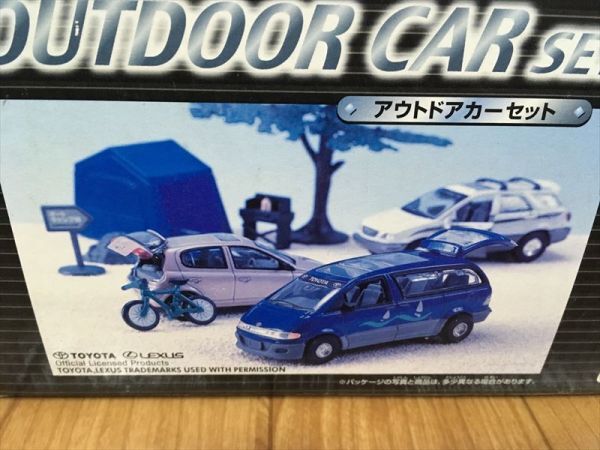 OUTDOOR CAR SET
アウトドアカーセット
TOYOTA
TOYOTA LEXUS
Official Licensed Products
TOYOTA,LEXUS TRADEMARKS USED WITH PERMISSION
※パッケージの写真と商品は、多少異なる場合があります。